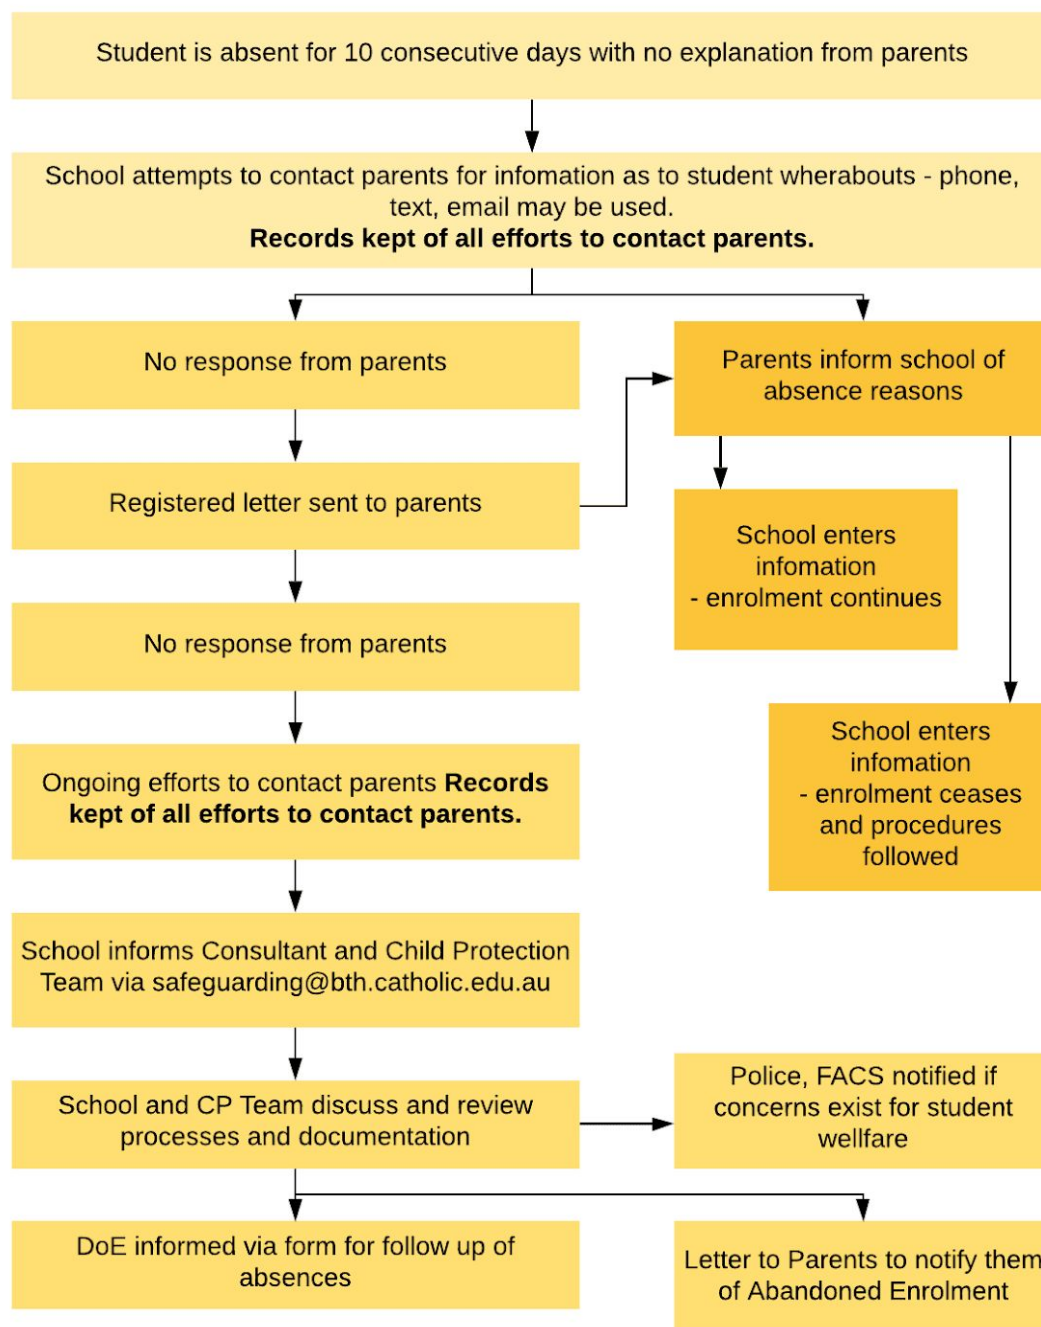 Student is absent for 10 consecutive days with no explanation from parents
School attempts to contact parents for infomation as to student wherabouts - phone,
text, email may be used.
Records kept of all efforts to contact parents.
No response from parents
Parents inform school of
absence reasons
Registered letter sent to parents
School enters
infomation
- enrolment continues
No response from parents
School enters
infomation
- enrolment ceases
and procedures
followed
Ongoing efforts to contact parents Records
kept of all efforts to contact parents.
School informs Consultant and Child Protection
Team via safeguarding@bth.catholic.edu.au
School and CP Team discuss and review
processes and documentation
Police, FACS notified if
concerns exist for student
wellfare
DoE informed via form for follow up of
absences
Letter to Parents to notify them
of Abandoned Enrolment